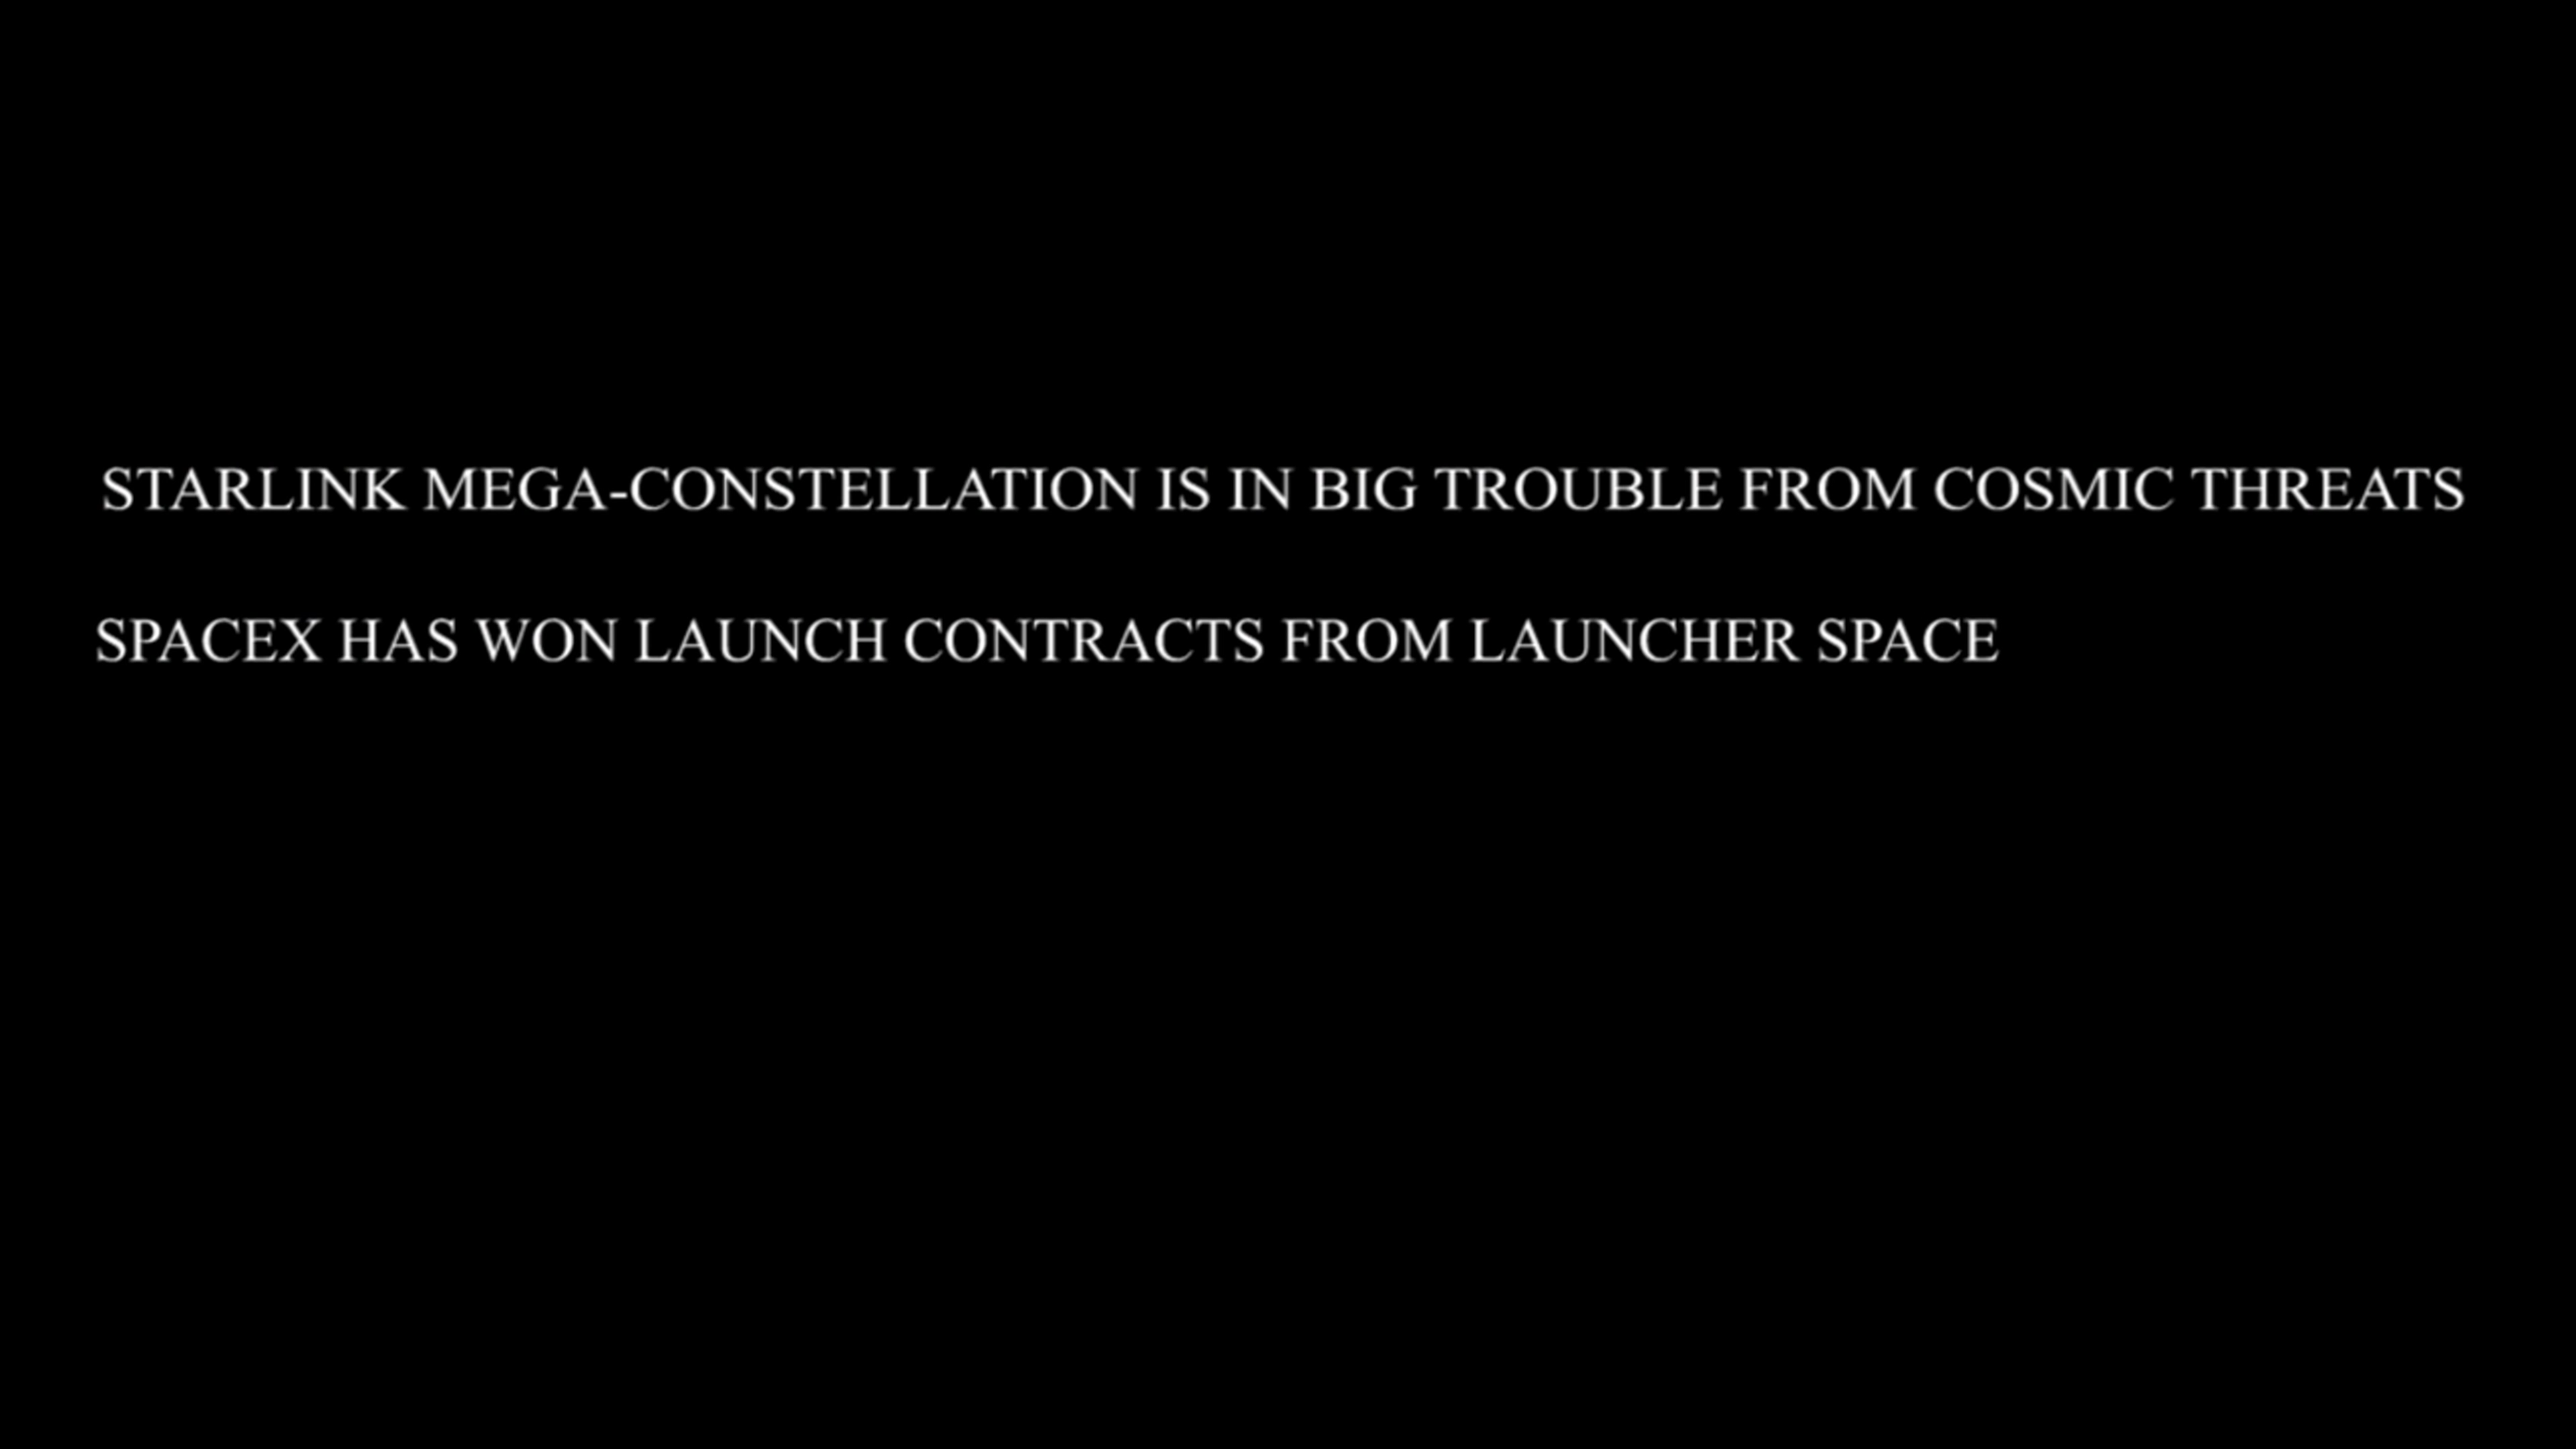 STARLINK MEGA-CONSTELLATION IS IN BIG TROUBLE FROM COSMIC THREATS
SPACEX HAS WON LAUNCH CONTRACTS FROM LAUNCHER SPACE